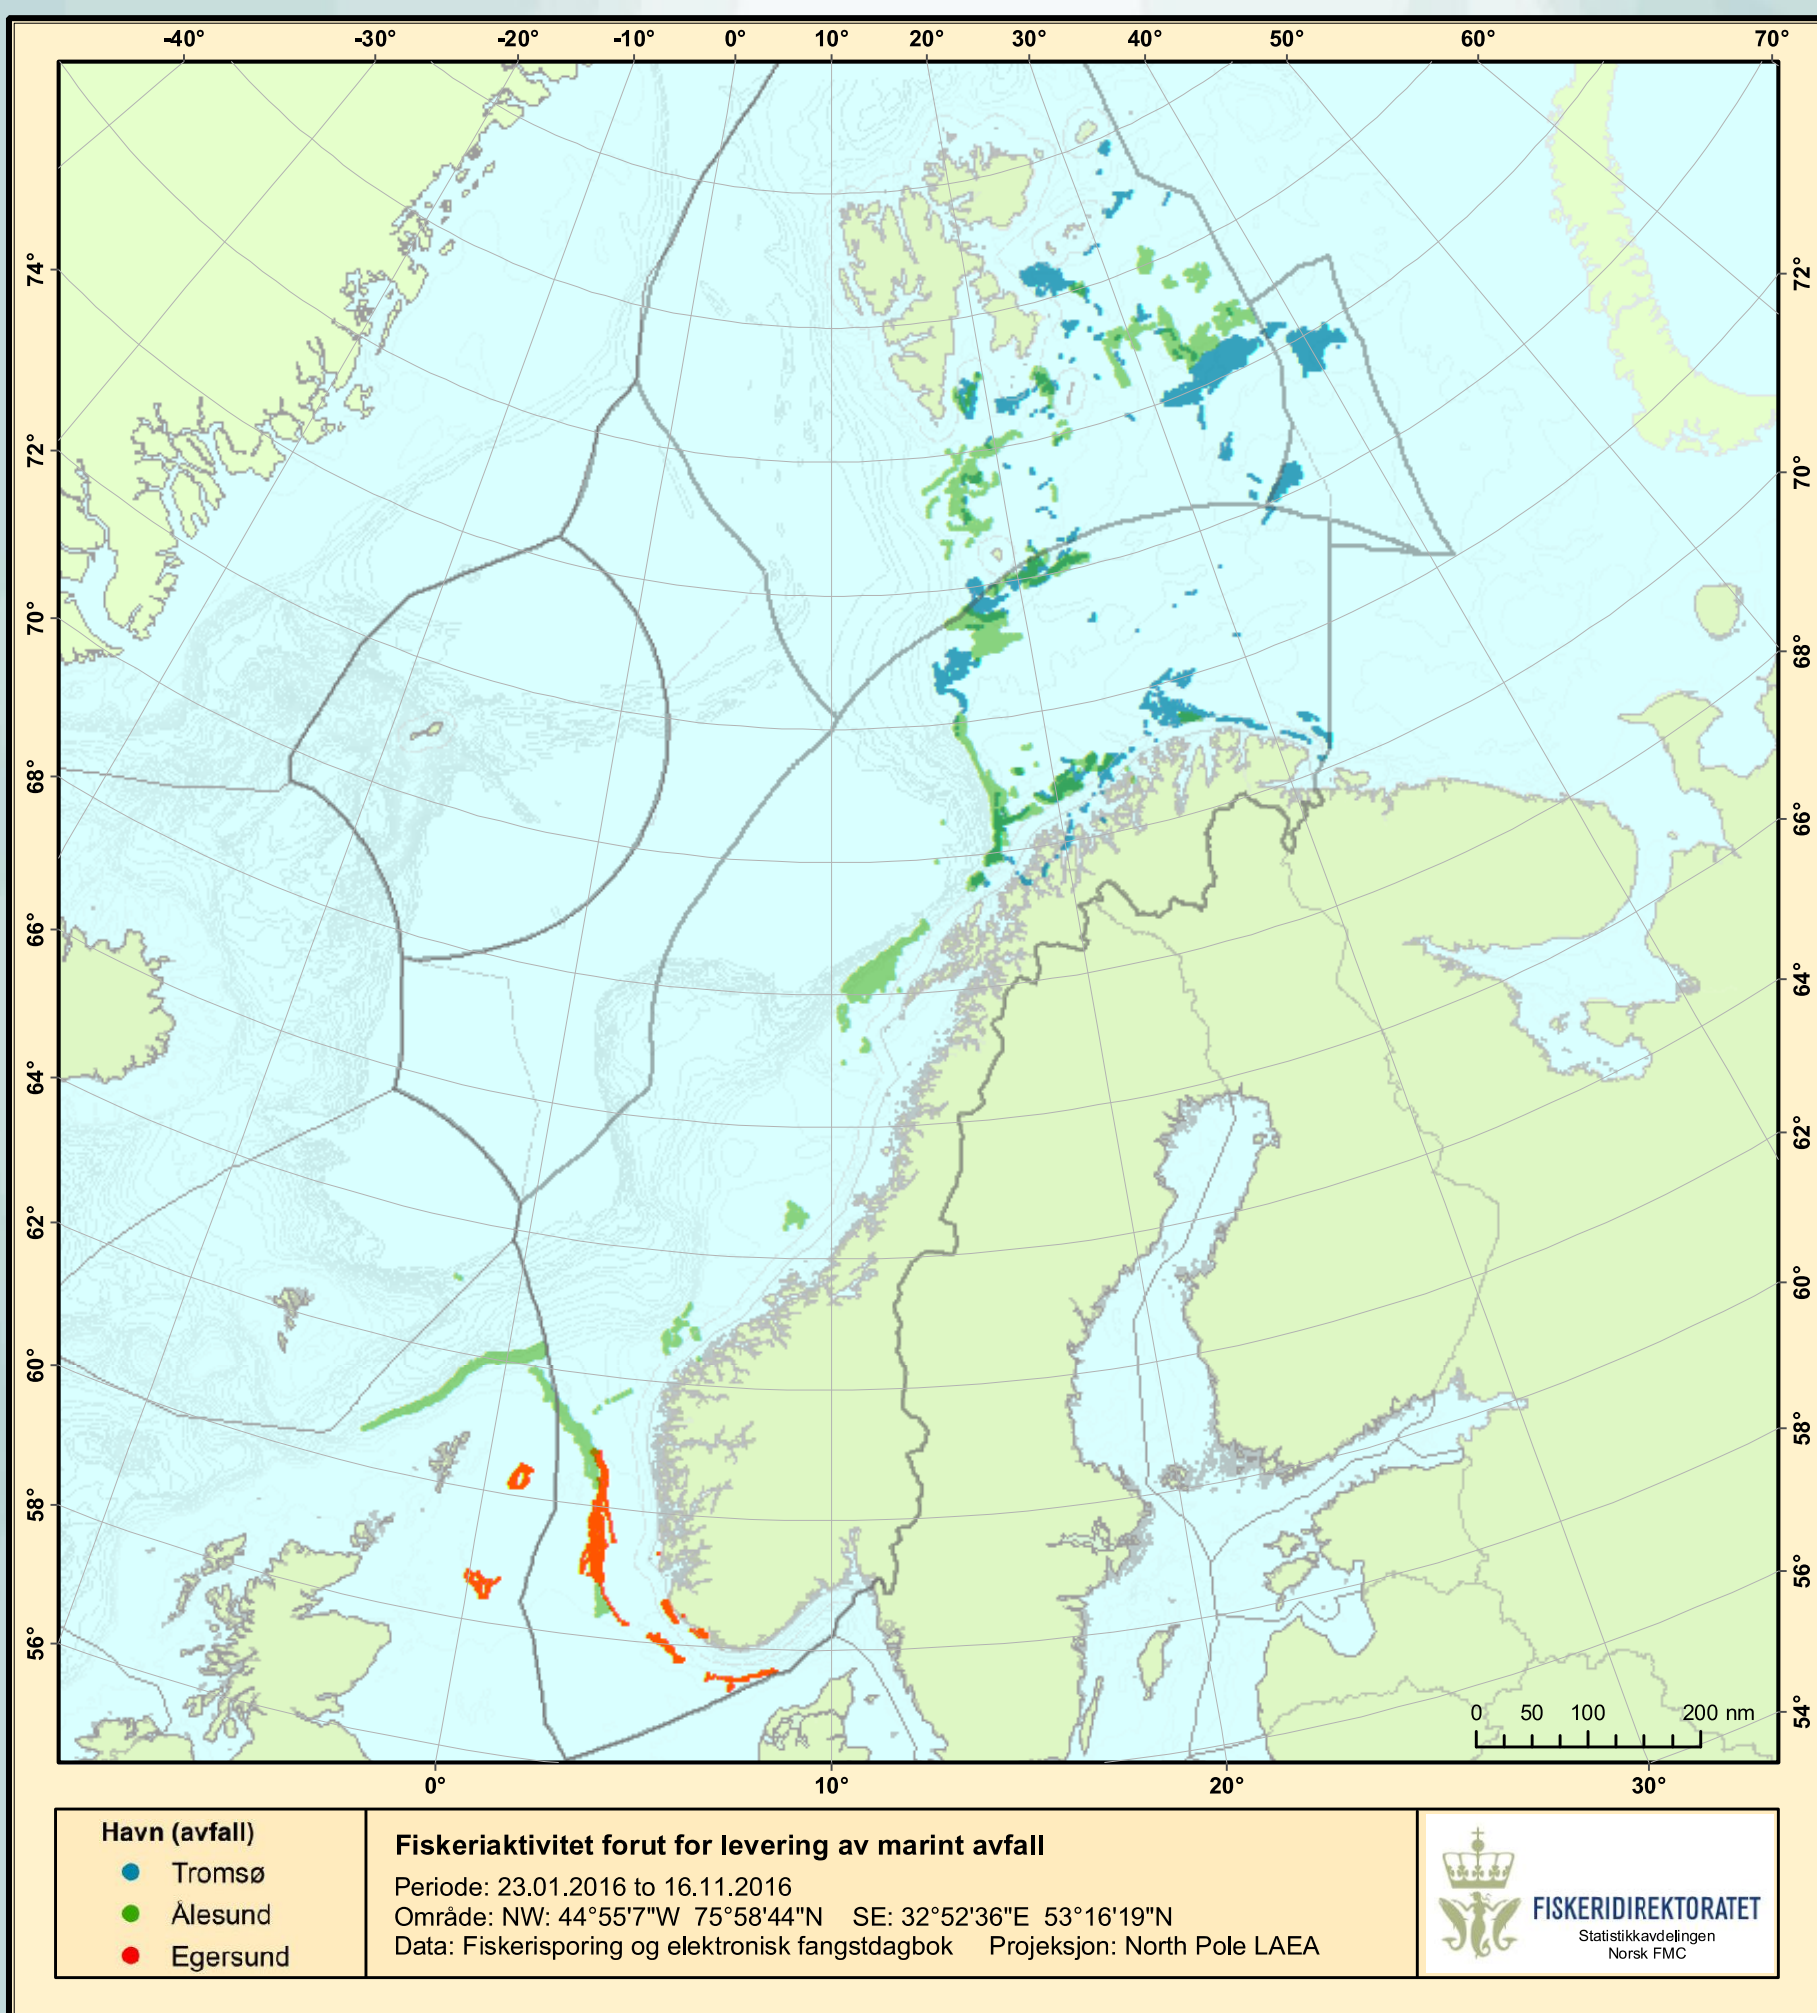 -40° -30° -20° -10° 0° 10° 20° 30° 40° 50° 60° 70°
74°
72°
70°
68°
66°
64°
62°
60°
58°
56°
72°
70°
68°
66°
64°
62°
60°
58°
56°
54°
0 50 100 200 nm
0° 10° 20° 30°
Havn (avfall)
Tromsø
Ålesund
Egersund
Fiskeriaktivitet forut for levering av marint avfall
Periode: 23.01.2016 to 16.11.2016
Område: NW: 44°55'7"W 75°58'44"N SE: 32°52'36"E 53°16'19"N
Data: Fiskerisporing og elektronisk fangstdagbok Projeksjon: North Pole LAEA
FISKERIDIREKTORATET
Statistikkavdelingen
Norsk FMC